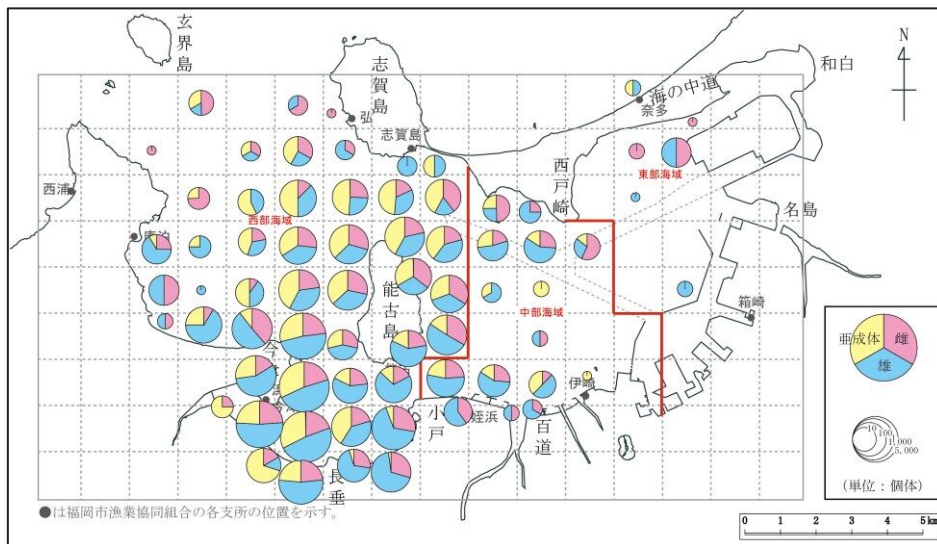 玄界島
志賀島
和白
N
海の中道
奈多
弘
志賀島
西戸崎
東部海域
西浦
西部海域
名島
唐泊
能古島
中部海域
箱崎
亜成体
雌
雄
10
100
1,000
5,000
(単位：個体)
伊崎
姪浜
小戸
百道
長垂
●は福岡市漁業協同組合の各支所の位置を示す。
0 1 2 3 4 5 km